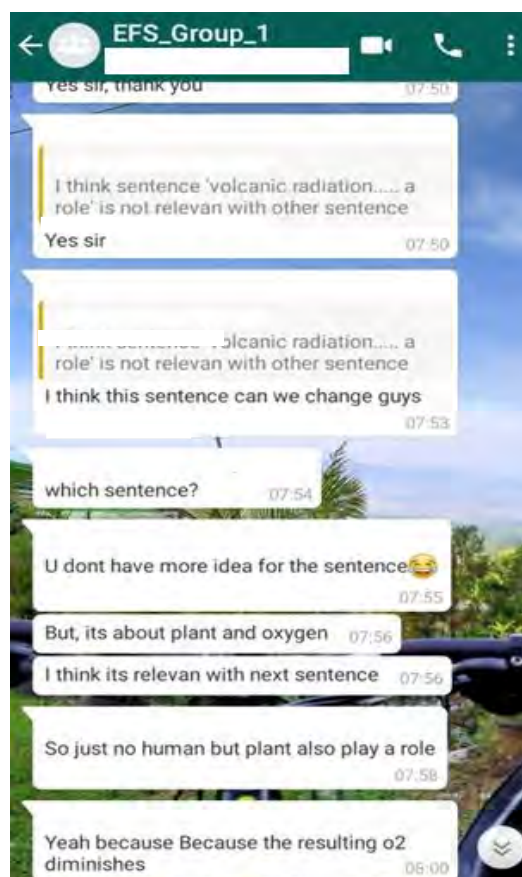 EFS_Group_1
Yes sir, thank you
07:50
I think sentence 'volcanic radiation..... a
role' is not relevan with other sentence
Yes sir
07:50
olcanic radiation..... a
role' is not relevan with other sentence
I think this sentence can we change guys
07:53
which sentence?
07:54
U dont have more idea for the sentence😂
07:55
But, its about plant and oxygen
07:56
I think its relevan with next sentence
07:56
So just no human but plant also play a role
07:58
Yeah because Because the resulting o2
diminishes
08:00